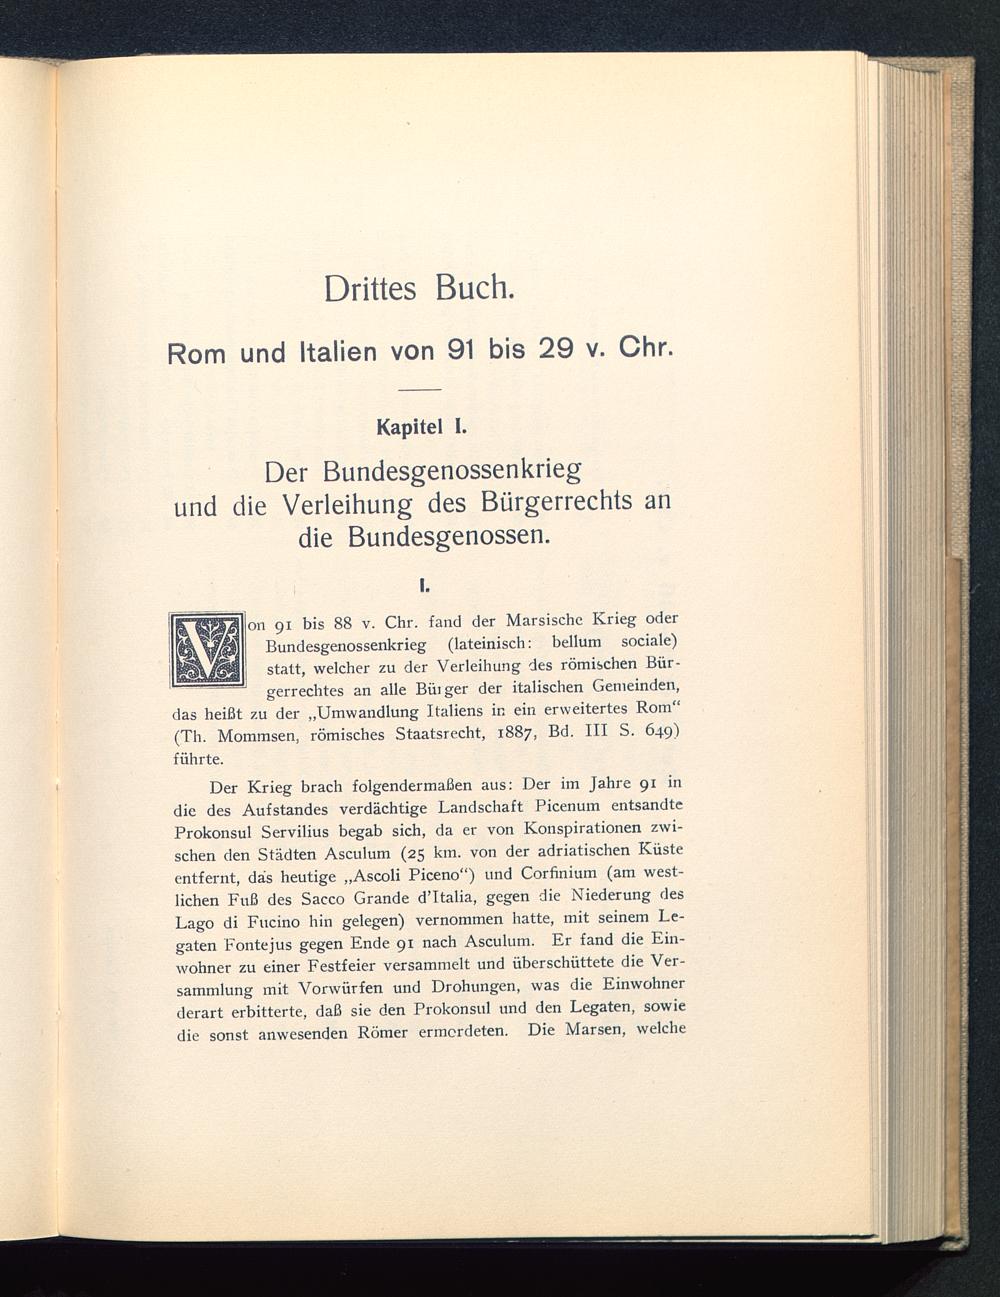 Drittes Buch.
Rom und Italien von 91 bis 29 v. Chr.
Kapitel I.
Der Bundesgenossenkrieg
und die Verleihung des Bürgerrechts an
die Bundesgenossen.
I.
Von 91 bis 88 v. Chr. fand der Marsische Krieg oder
Bundesgenossenkrieg (lateinisch: bellum sociale)
statt, welcher zu der Verleihung des römischen Bür-
gerrechtes an alle Bürger der italischen Gemeinden,
das heißt zu der „Umwandlung Italiens in ein erweitertes Rom“
(Th. Mommsen, römisches Staatsrecht, 1887, Bd. III S. 649)
führte.
Der Krieg brach folgendermaßen aus: Der im Jahre 91 in
die des Aufstandes verdächtige Landschaft Picenum entsandte
Prokonsul Servilius begab sich, da er von Konspirationen zwi-
schen den Städten Asculum (25 km. von der adriatischen Küste
entfernt, das heutige „Ascoli Piceno“) und Corfinium (am west-
lichen Fuß des Sacco Grande d'Italia, gegen die Niederung des
Lago di Fucino hin gelegen) vernommen hatte, mit seinem Le-
gaten Fontejus gegen Ende 91 nach Asculum. Er fand die Ein-
wohner zu einer Festfeier versammelt und überschüttete die Ver-
sammlung mit Vorwürfen und Drohungen, was die Einwohner
derart erbitterte, daß sie den Prokonsul und den Legaten, sowie
die sonst anwesenden Römer ermordeten. Die Marsen, welche